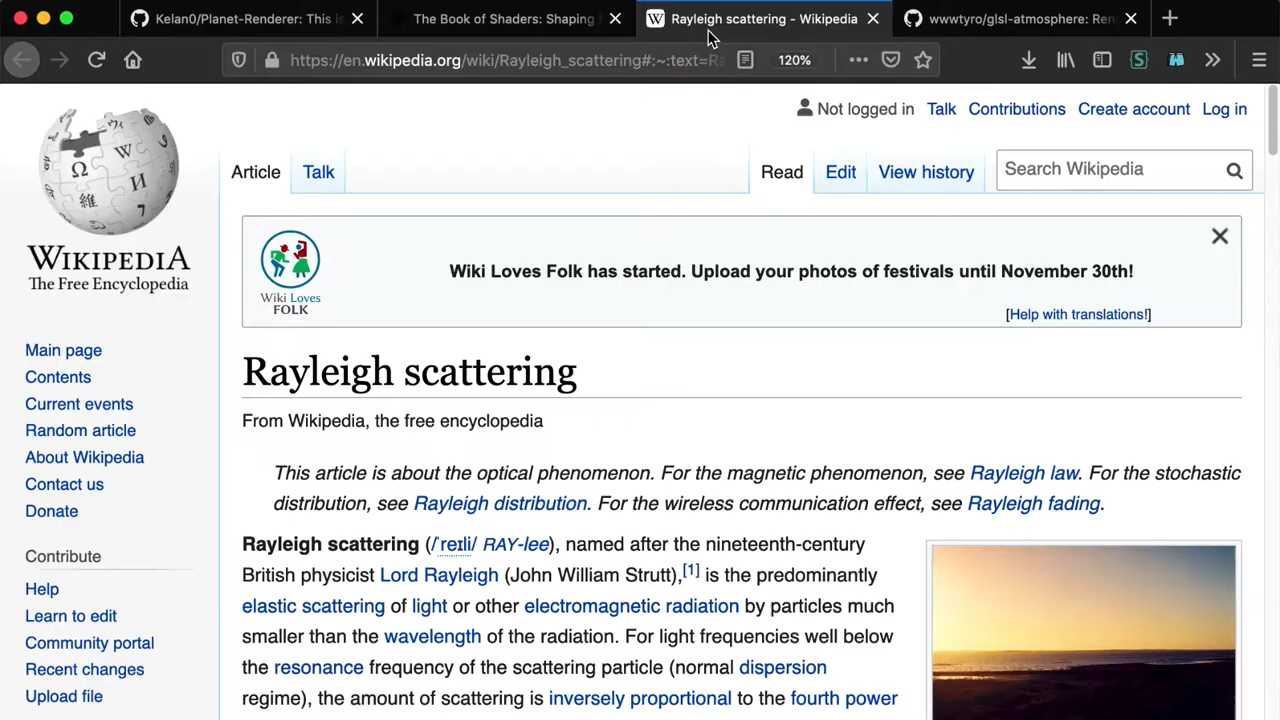 Kelan0/Planet-Renderer: This is
The Book of Shaders: Shaping
Rayleigh scattering - Wikipedia
wwwtyro/glsl-atmosphere: Ren
https://en.wikipedia.org/wiki/Rayleigh_scattering#:~:text=Ra
120%
Not logged in Talk Contributions Create account Log in
Article Talk Read Edit View history Search Wikipedia
WIKIPEDIA
The Free Encyclopedia
Main page
Contents
Current events
Random article
About Wikipedia
Contact us
Donate
Contribute
Help
Learn to edit
Community portal
Recent changes
Upload file
Wiki Loves
FOLK
Wiki Loves Folk has started. Upload your photos of festivals until November 30th!
[Help with translations!]
Rayleigh scattering
From Wikipedia, the free encyclopedia
This article is about the optical phenomenon. For the magnetic phenomenon, see Rayleigh law. For the stochastic
distribution, see Rayleigh distribution. For the wireless communication effect, see Rayleigh fading.
Rayleigh scattering (/ˈreɪli/ RAY-lee), named after the nineteenth-century
British physicist Lord Rayleigh (John William Strutt),[1] is the predominantly
elastic scattering of light or other electromagnetic radiation by particles much
smaller than the wavelength of the radiation. For light frequencies well below
the resonance frequency of the scattering particle (normal dispersion
regime), the amount of scattering is inversely proportional to the fourth power